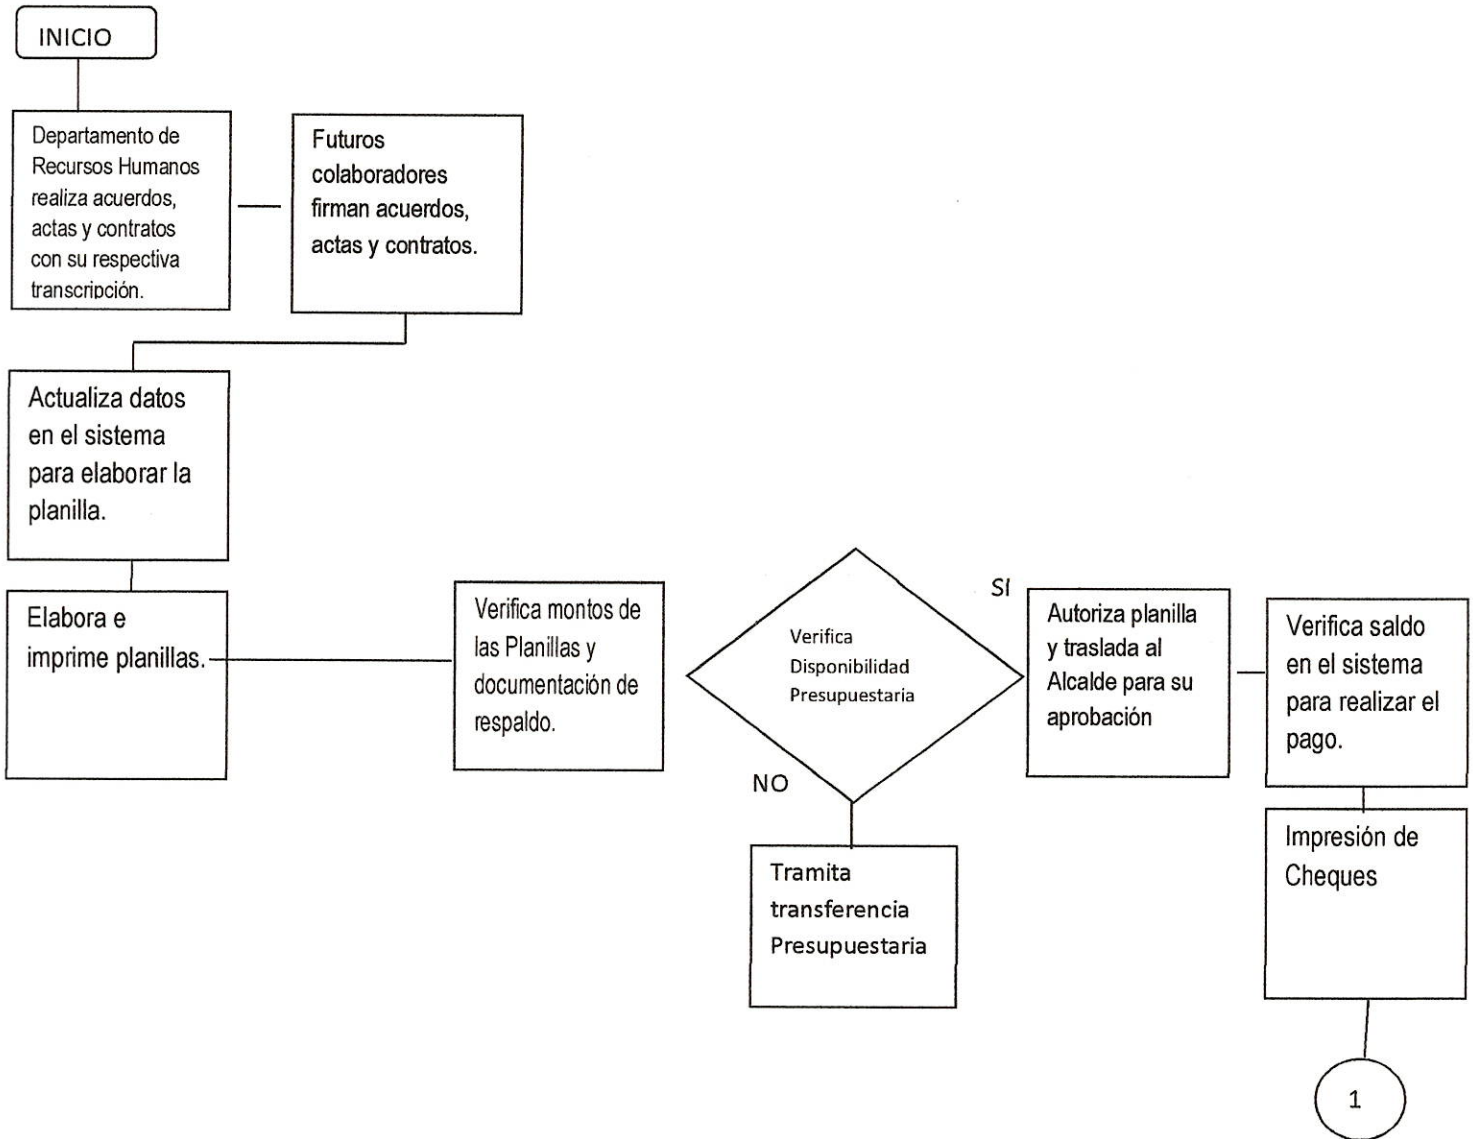 INICIO
Departamento de
Recursos Humanos
realiza acuerdos,
actas y contratos
con su respectiva
transcripción.
Futuros
colaboradores
firman acuerdos,
actas y contratos.
Actualiza datos
en el sistema
para elaborar la
planilla.
Elabora e
imprime planillas.
Verifica montos de
las Planillas y
documentación de
respaldo.
Verifica
Disponibilidad
Presupuestaria
SI
NO
Autoriza planilla
y traslada al
Alcalde para su
aprobación
Verifica saldo
en el sistema
para realizar el
pago.
Tramita
transferencia
Presupuestaria
Impresión de
Cheques
1